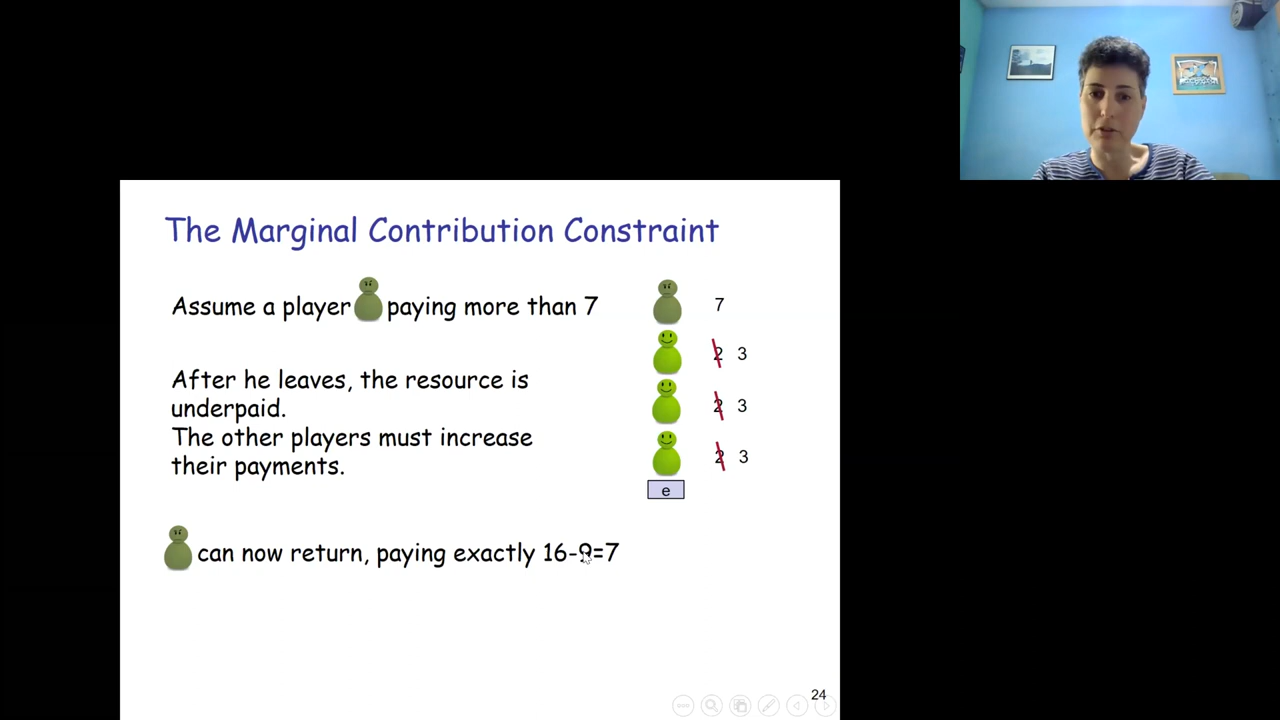 The Marginal Contribution Constraint
Assume a player paying more than 7
7
2 3
After he leaves, the resource is
underpaid.
2 3
The other players must increase
their payments.
2 3
e
can now return, paying exactly 16-9=7
24